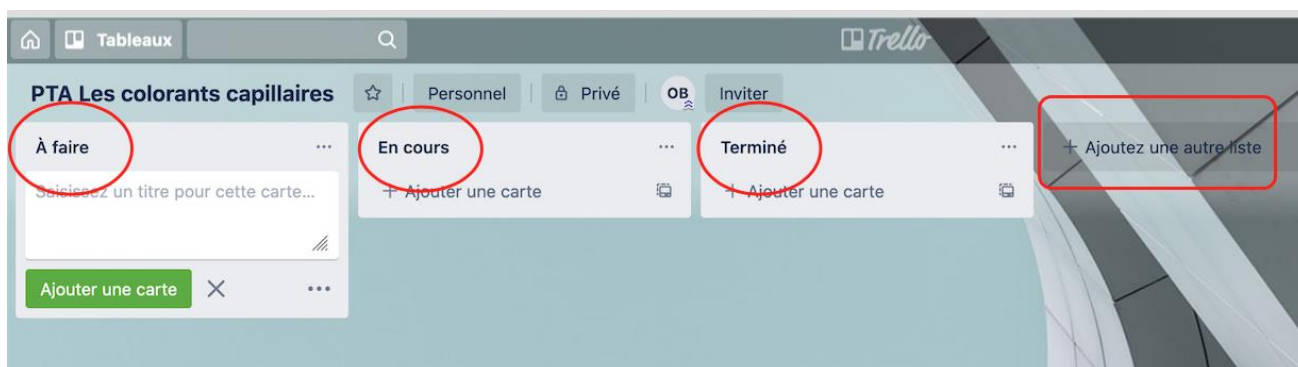 Tableaux
Trello
PTA Les colorants capillaires
Personnel
Privé
OB
Inviter
À faire
En cours
Terminé
+ Ajoutez une autre liste
Saisissez un titre pour cette carte...
+ Ajouter une carte
+ Ajouter une carte
Ajouter une carte